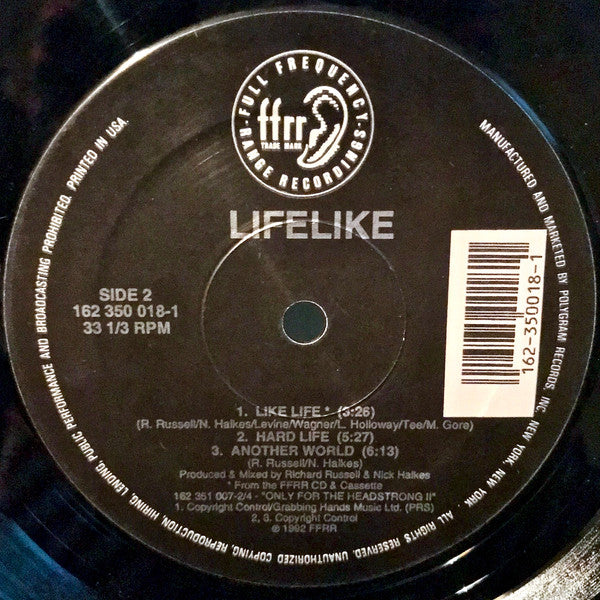 FULL FREQUENCY
RANGE RECORDINGS
ffrr
TRADE MARK
LIFELIKE
SIDE 2
162 350 018-1
33 1/3 RPM
162-350018-1
1. LIKE LIFE * (3:26)
(R. Russell/N. Halkes/Levine/Wagner/L. Holloway/Tee/M. Gore)
2. HARD LIFE (5:27)
3. ANOTHER WORLD (6:13)
(R. Russell/N. Halkes)
Produced & Mixed by Richard Russell & Nick Halkes
* From the FFRR CD & Cassette
162 351 007-2/4 - "ONLY FOR THE HEADSTRONG II"
1. Copyright Control/Grabbing Hands Music Ltd. (PRS)
2, 3. Copyright Control
℗ 1992 FFRR
MANUFACTURED AND MARKETED BY POLYGRAM RECORDS, INC. NEW YORK, NEW YORK. ALL RIGHTS RESERVED. UNAUTHORIZED COPYING, REPRODUCTION, HIRING, LENDING, PUBLIC PERFORMANCE AND BROADCASTING PROHIBITED. PRINTED IN USA.